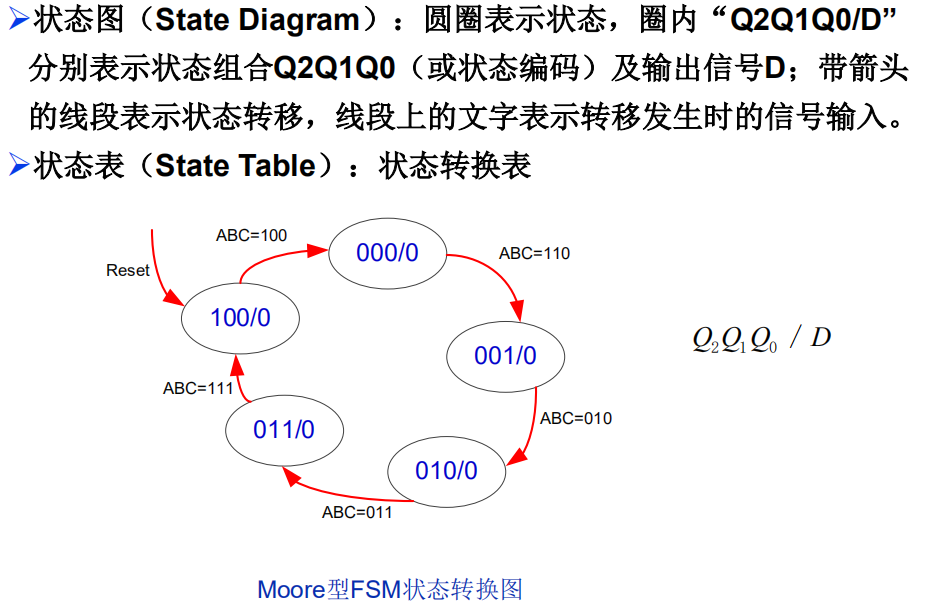 ➢状态图（State Diagram）：圆圈表示状态，圈内“Q2Q1Q0/D”
分别表示状态组合Q2Q1Q0（或状态编码）及输出信号D；带箭头
的线段表示状态转移，线段上的文字表示转移发生时的信号输入。
➢状态表（State Table）：状态转换表
ABC=100
000/0
ABC=110
Reset
100/0
001/0
Q₂Q₁Q₀ / D
ABC=111
011/0
ABC=010
010/0
ABC=011
Moore型FSM状态转换图